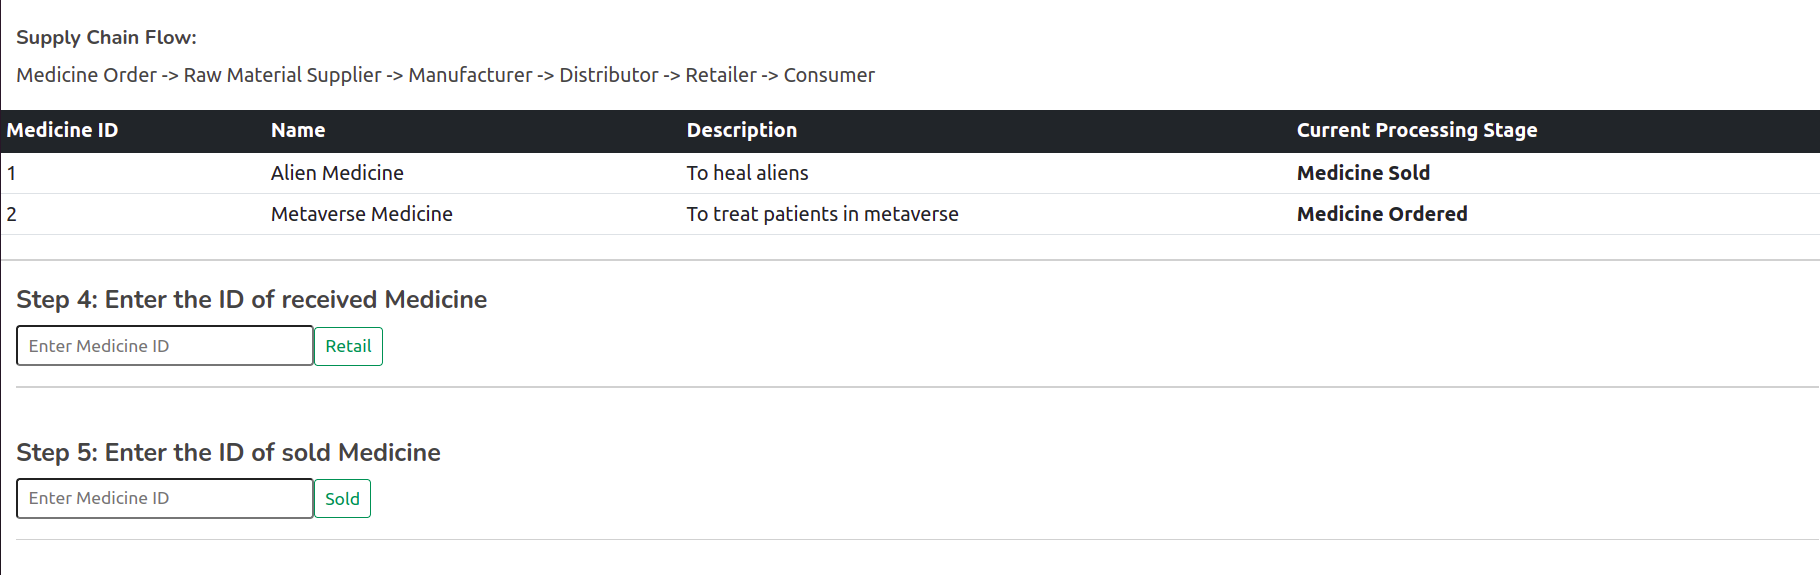 Supply Chain Flow:
Medicine Order -> Raw Material Supplier -> Manufacturer -> Distributor -> Retailer -> Consumer
Medicine ID Name Description Current Processing Stage
1 Alien Medicine To heal aliens Medicine Sold
2 Metaverse Medicine To treat patients in metaverse Medicine Ordered
Step 4: Enter the ID of received Medicine
Enter Medicine ID Retail
Step 5: Enter the ID of sold Medicine
Enter Medicine ID Sold